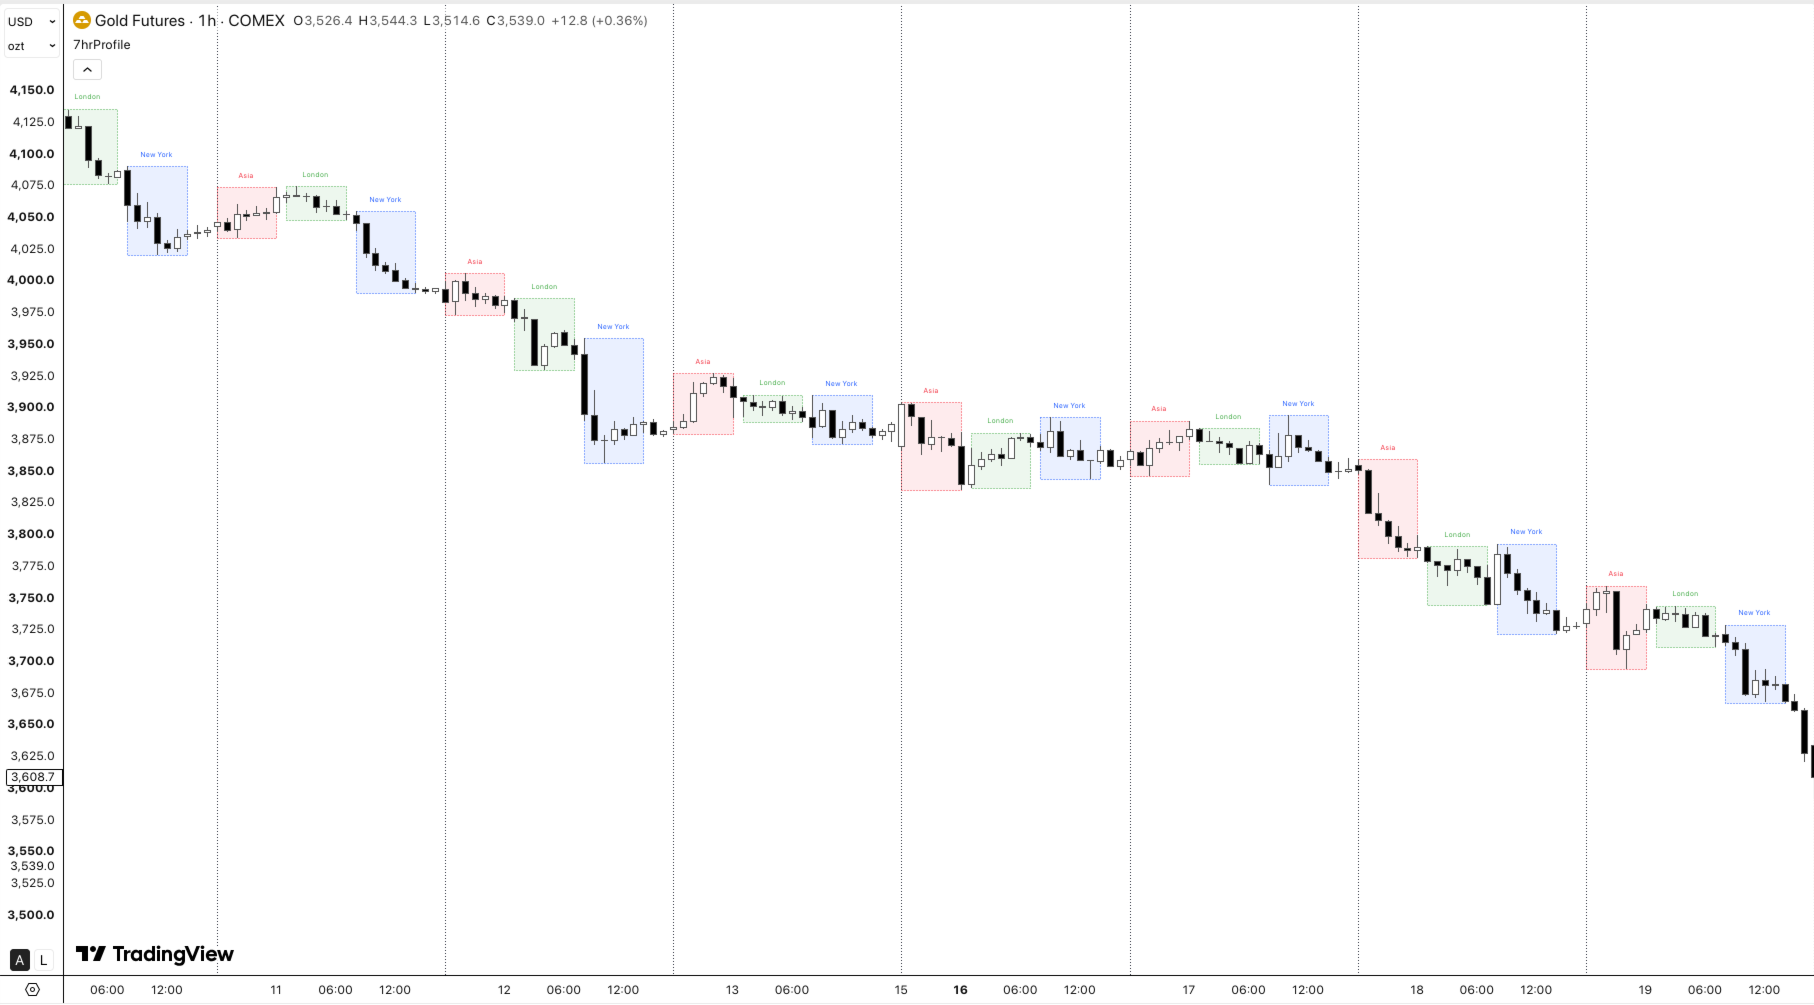 USD
ozt
Gold Futures · 1h · COMEX O3,526.4 H3,544.3 L3,514.6 C3,539.0 +12.8 (+0.36%)
7hrProfile
4,150.0
4,125.0
4,100.0
4,075.0
4,050.0
4,025.0
4,000.0
3,975.0
3,950.0
3,925.0
3,900.0
3,875.0
3,850.0
3,825.0
3,800.0
3,775.0
3,750.0
3,725.0
3,700.0
3,675.0
3,650.0
3,625.0
3,608.7
3,600.0
3,575.0
3,550.0
3,539.0
3,525.0
3,500.0
London
New York
Asia
London
New York
Asia
London
New York
Asia
London
New York
Asia
London
New York
Asia
London
New York
Asia
London
New York
Asia
London
New York
TradingView
A L
06:00 12:00 11 06:00 12:00 12 06:00 12:00 13 06:00 15 16 06:00 12:00 17 06:00 12:00 18 06:00 12:00 19 06:00 12:00